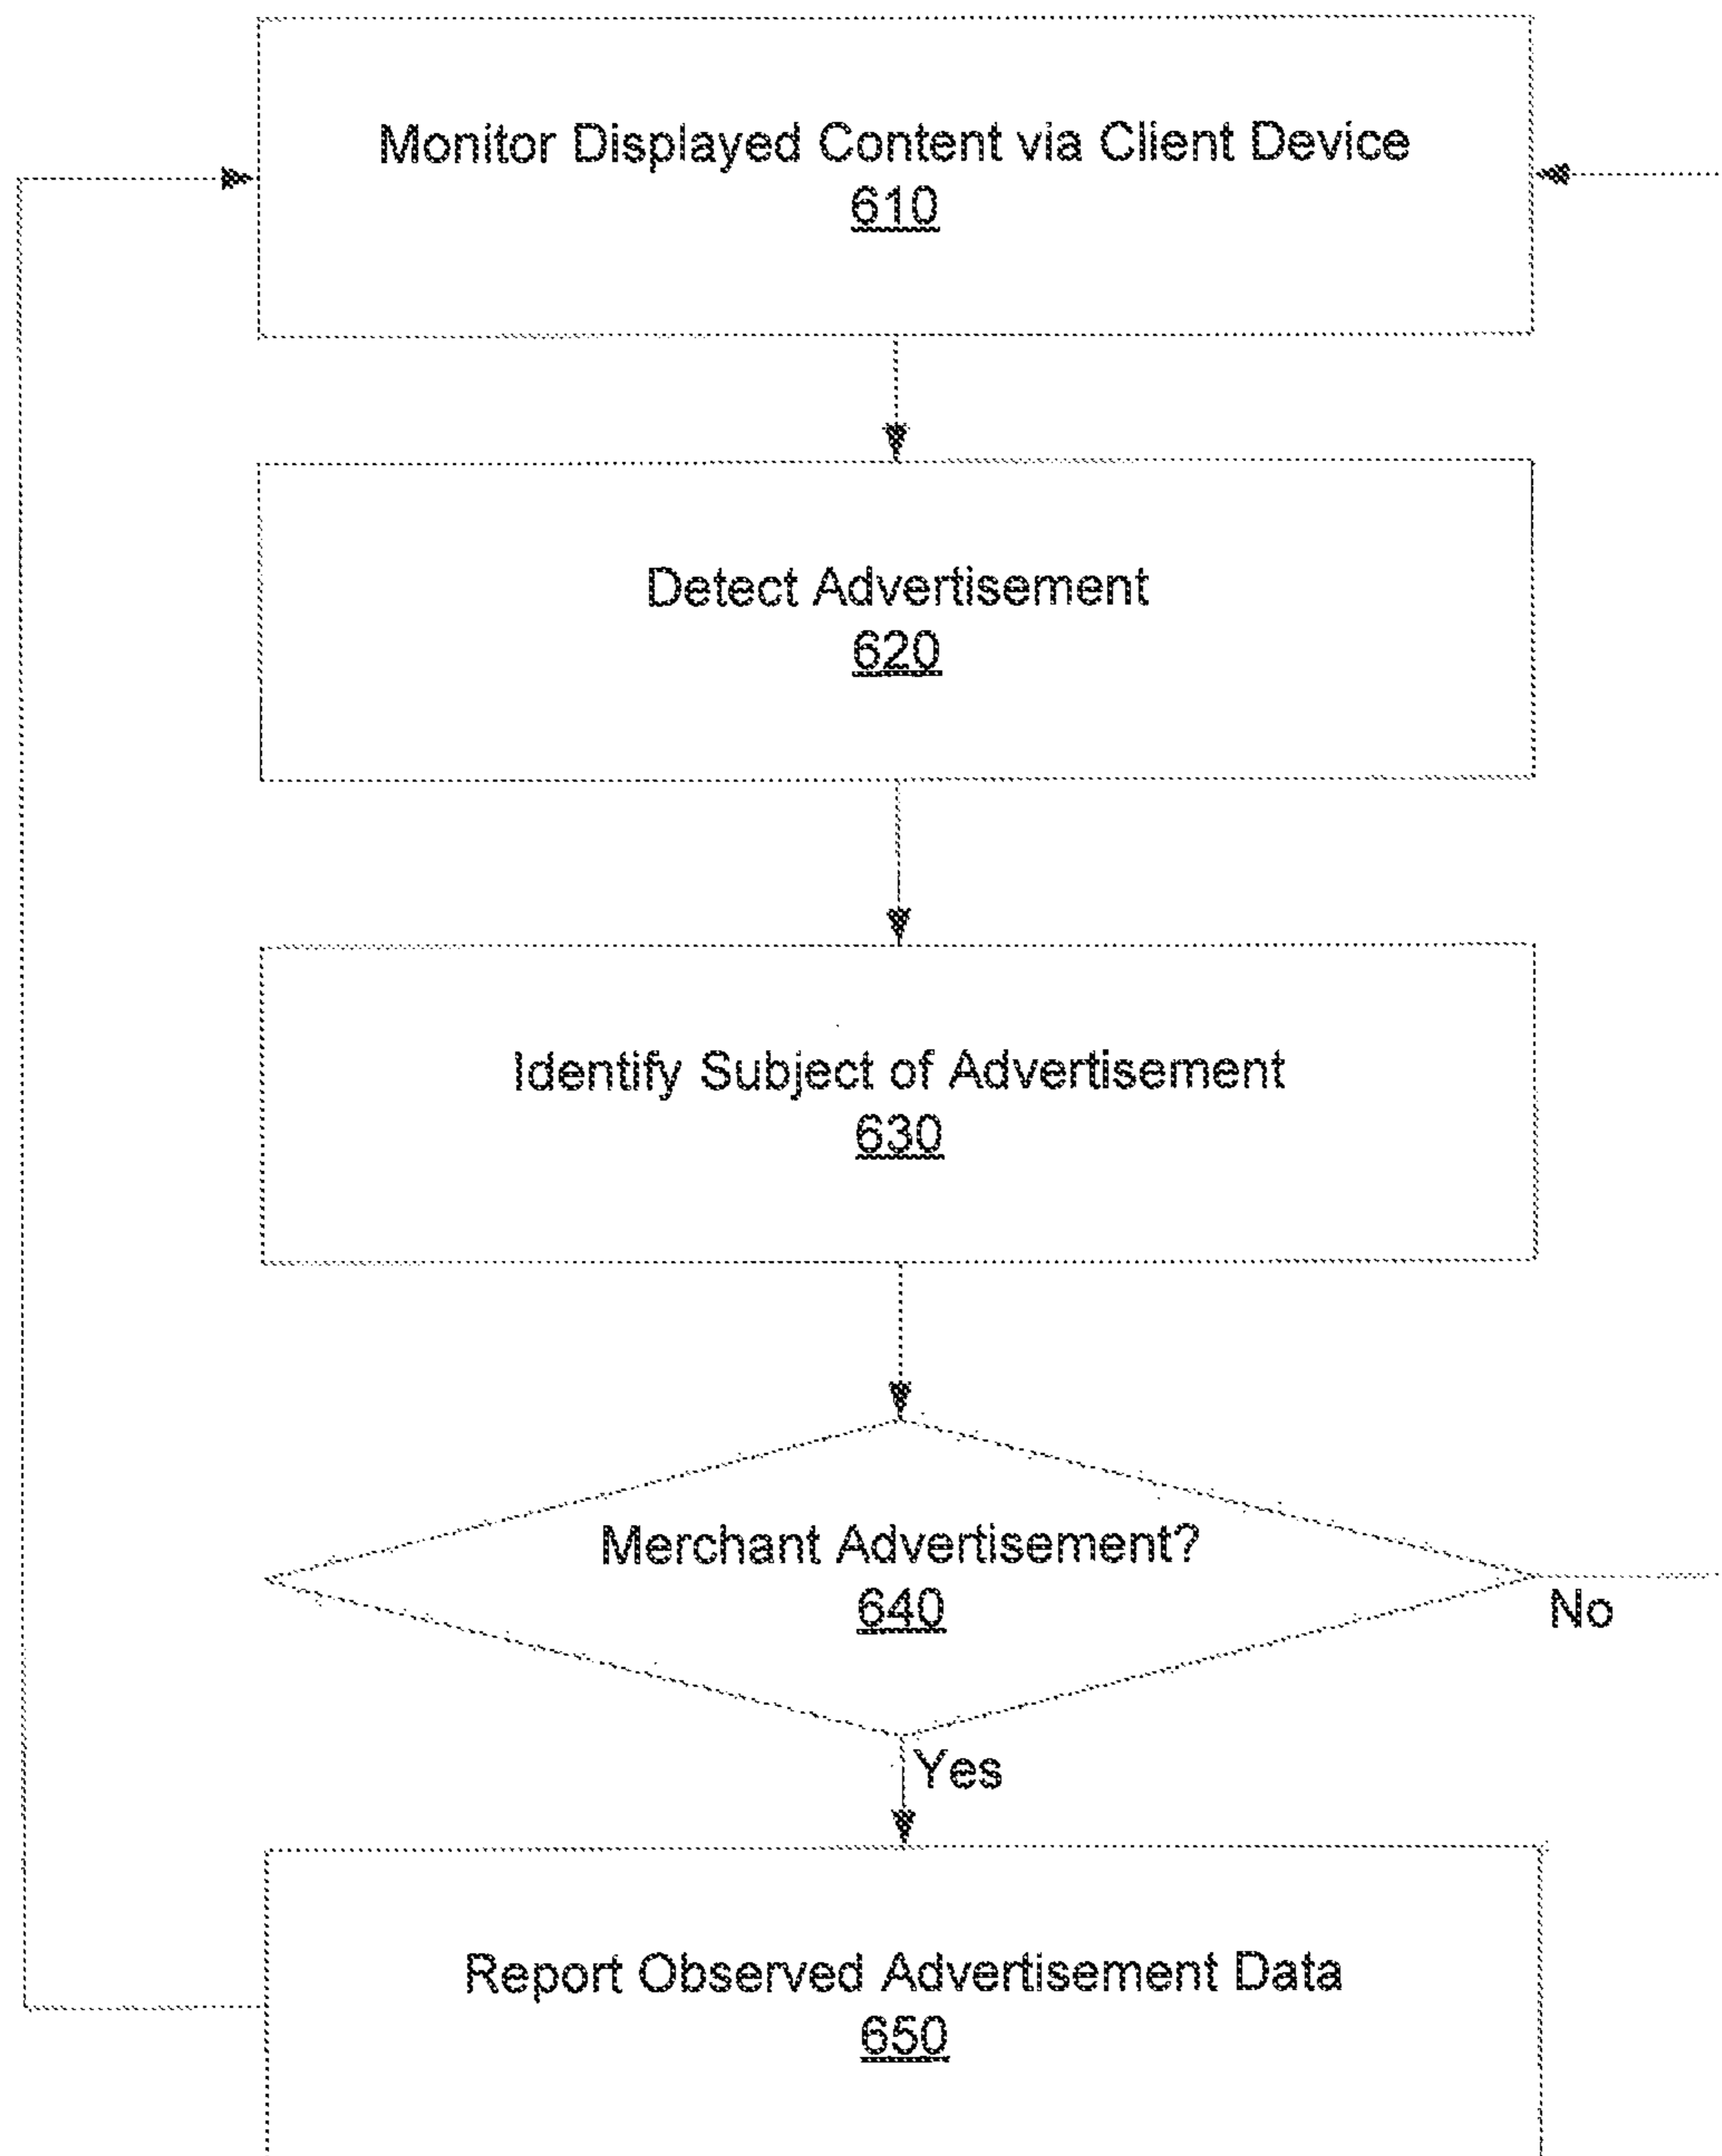 Monitor Displayed Content via Client Device
610
Detect Advertisement
620
Identify Subject of Advertisement
630
Merchant Advertisement?
640
No
Yes
Report Observed Advertisement Data
650